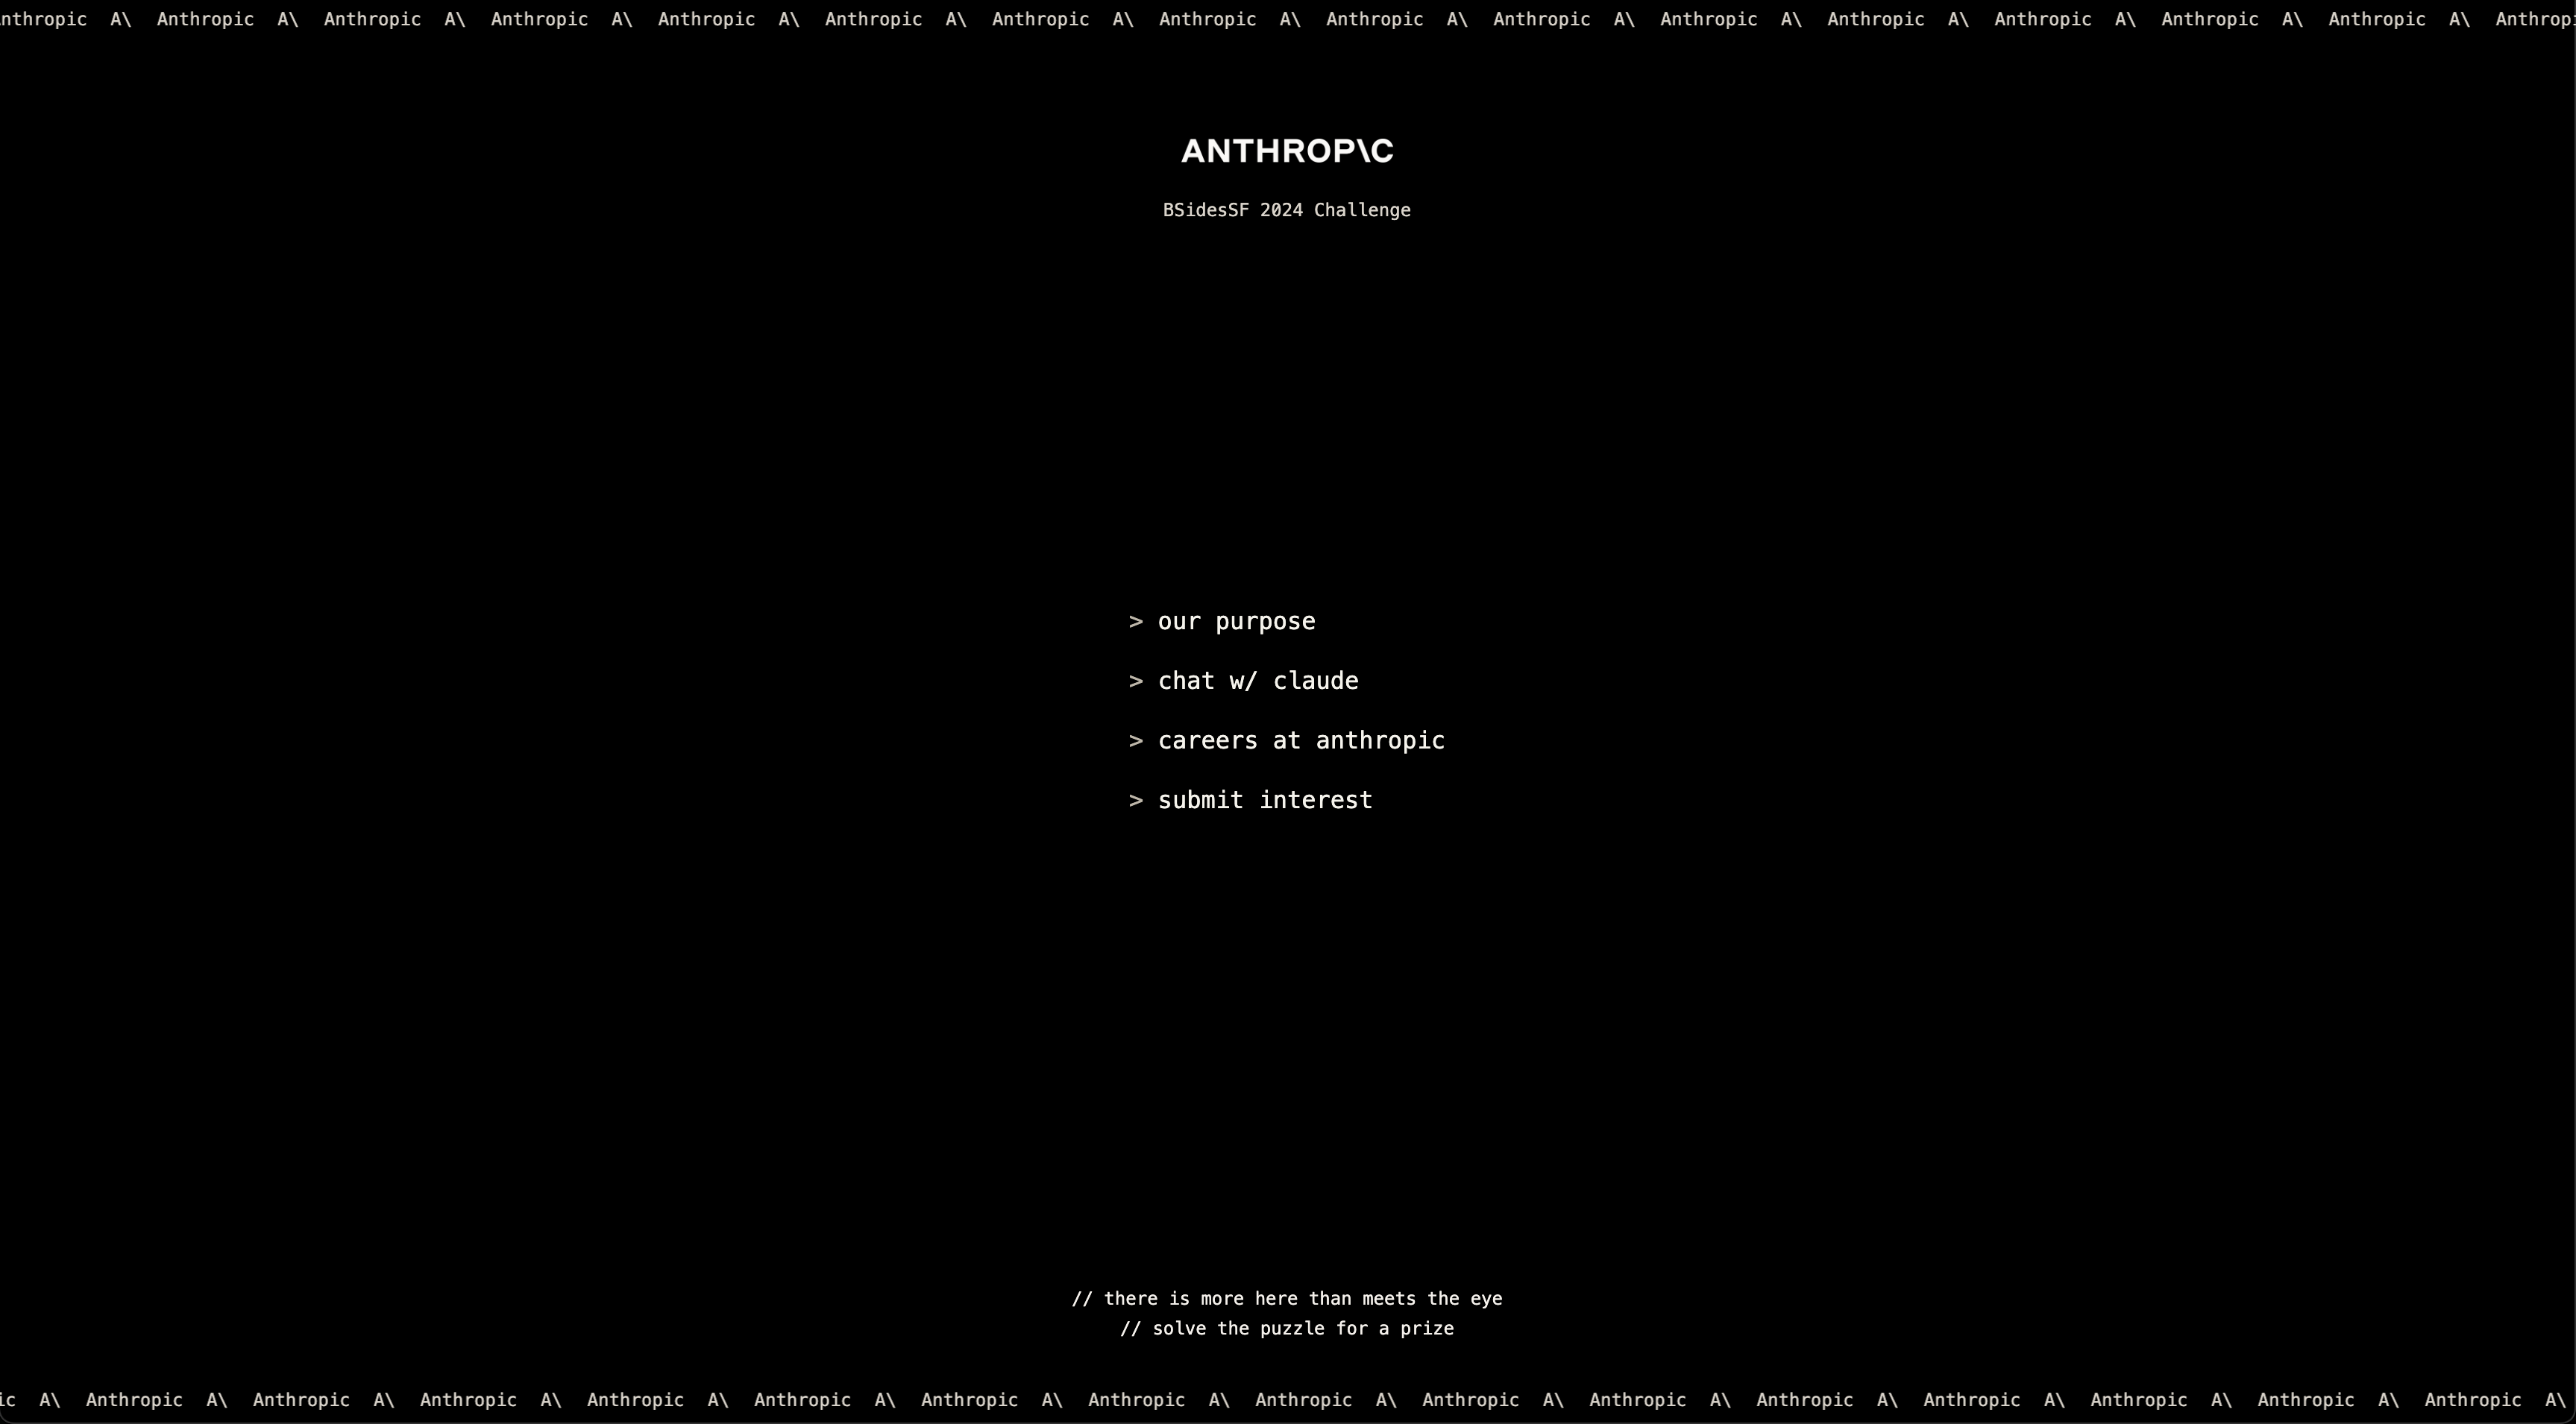 nthropic A\ Anthropic A\ Anthropic A\ Anthropic A\ Anthropic A\ Anthropic A\ Anthropic A\ Anthropic A\ Anthropic A\ Anthropic A\ Anthropic A\ Anthropic A\ Anthropic A\ Anthropic A\ Anthropic A\ Anthropi
ANTHROP\C
BSidesSF 2024 Challenge
> our purpose
> chat w/ claude
> careers at anthropic
> submit interest
// there is more here than meets the eye
// solve the puzzle for a prize
ic A\ Anthropic A\ Anthropic A\ Anthropic A\ Anthropic A\ Anthropic A\ Anthropic A\ Anthropic A\ Anthropic A\ Anthropic A\ Anthropic A\ Anthropic A\ Anthropic A\ Anthropic A\ Anthropic A\ Anthropic A\